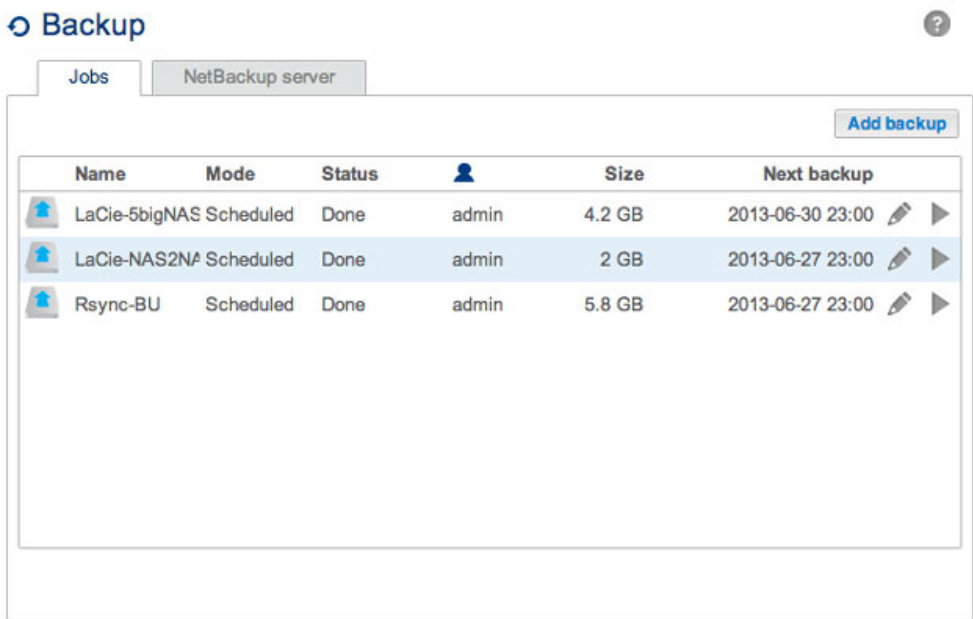 Backup
?
Jobs NetBackup server
Add backup
Name Mode Status Size Next backup
LaCie-5bigNAS Scheduled Done admin 4.2 GB 2013-06-30 23:00
LaCie-NAS2NA Scheduled Done admin 2 GB 2013-06-27 23:00
Rsync-BU Scheduled Done admin 5.8 GB 2013-06-27 23:00